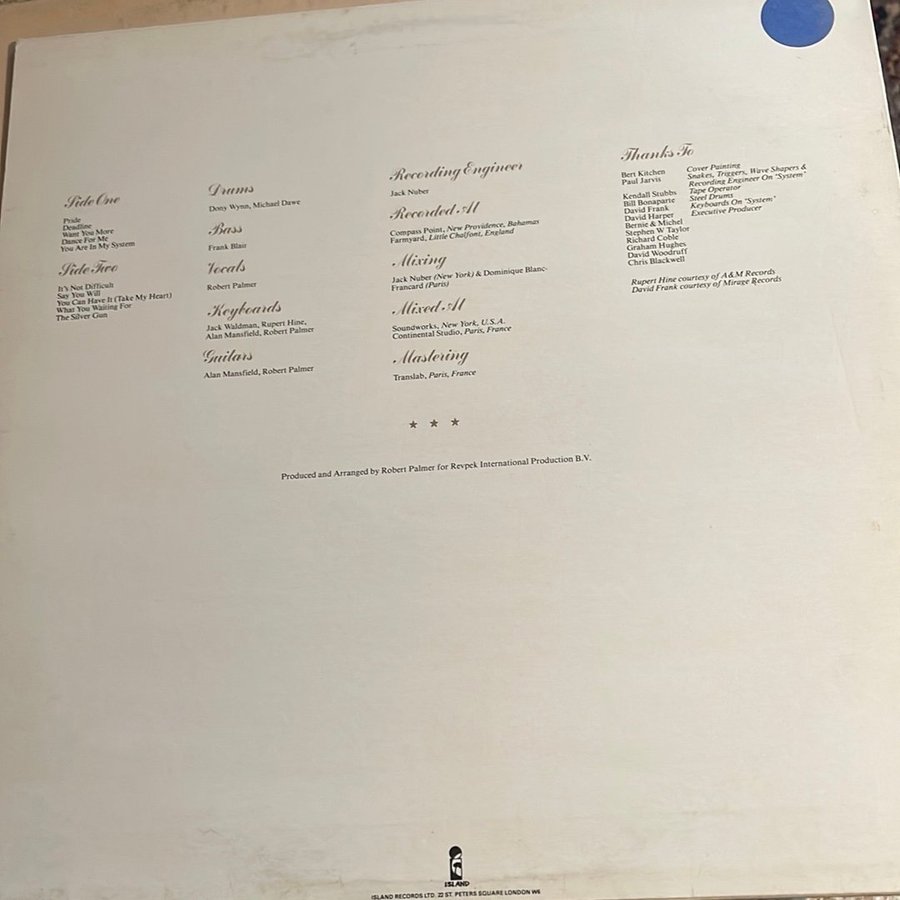 Side One
Pride
Deadline
Want You More
Dance For Me
You Are In My System
Side Two
It's Not Difficult
Say You Will
You Can Have It (Take My Heart)
What You Waiting For
The Silver Gun
Drums
Dony Wynn, Michael Dawe
Bass
Frank Blair
Vocals
Robert Palmer
Keyboards
Jack Waldman, Rupert Hine,
Alan Mansfield, Robert Palmer
Guitars
Alan Mansfield, Robert Palmer
Recording Engineer
Jack Nuber
Recorded At
Compass Point, New Providence, Bahamas
Farmyard, Little Chalfont, England
Mixing
Jack Nuber (New York) & Dominique Blanc-
Francard (Paris)
Mixed At
Soundworks, New York, U.S.A.
Continental Studio, Paris, France
Mastering
Translab, Paris, France
Thanks To
Bert Kitchen
Paul Jarvis
Kendall Stubbs
Bill Bonaparte
David Frank
David Harper
Bernie & Michel
Stephen W Taylor
Richard Coble
Graham Hughes
David Woodruff
Chris Blackwell
Cover Painting
Snakes, Triggers, Wave Shapers &
Recording Engineer On "System"
Tape Operator
Steel Drums
Keyboards On "System"
Executive Producer
Rupert Hine courtesy of A&M Records
David Frank courtesy of Mirage Records
★ ★ ★
Produced and Arranged by Robert Palmer for Revpek International Production B.V.
ISLAND
ISLAND RECORDS LTD. 22 ST. PETERS SQUARE LONDON W6